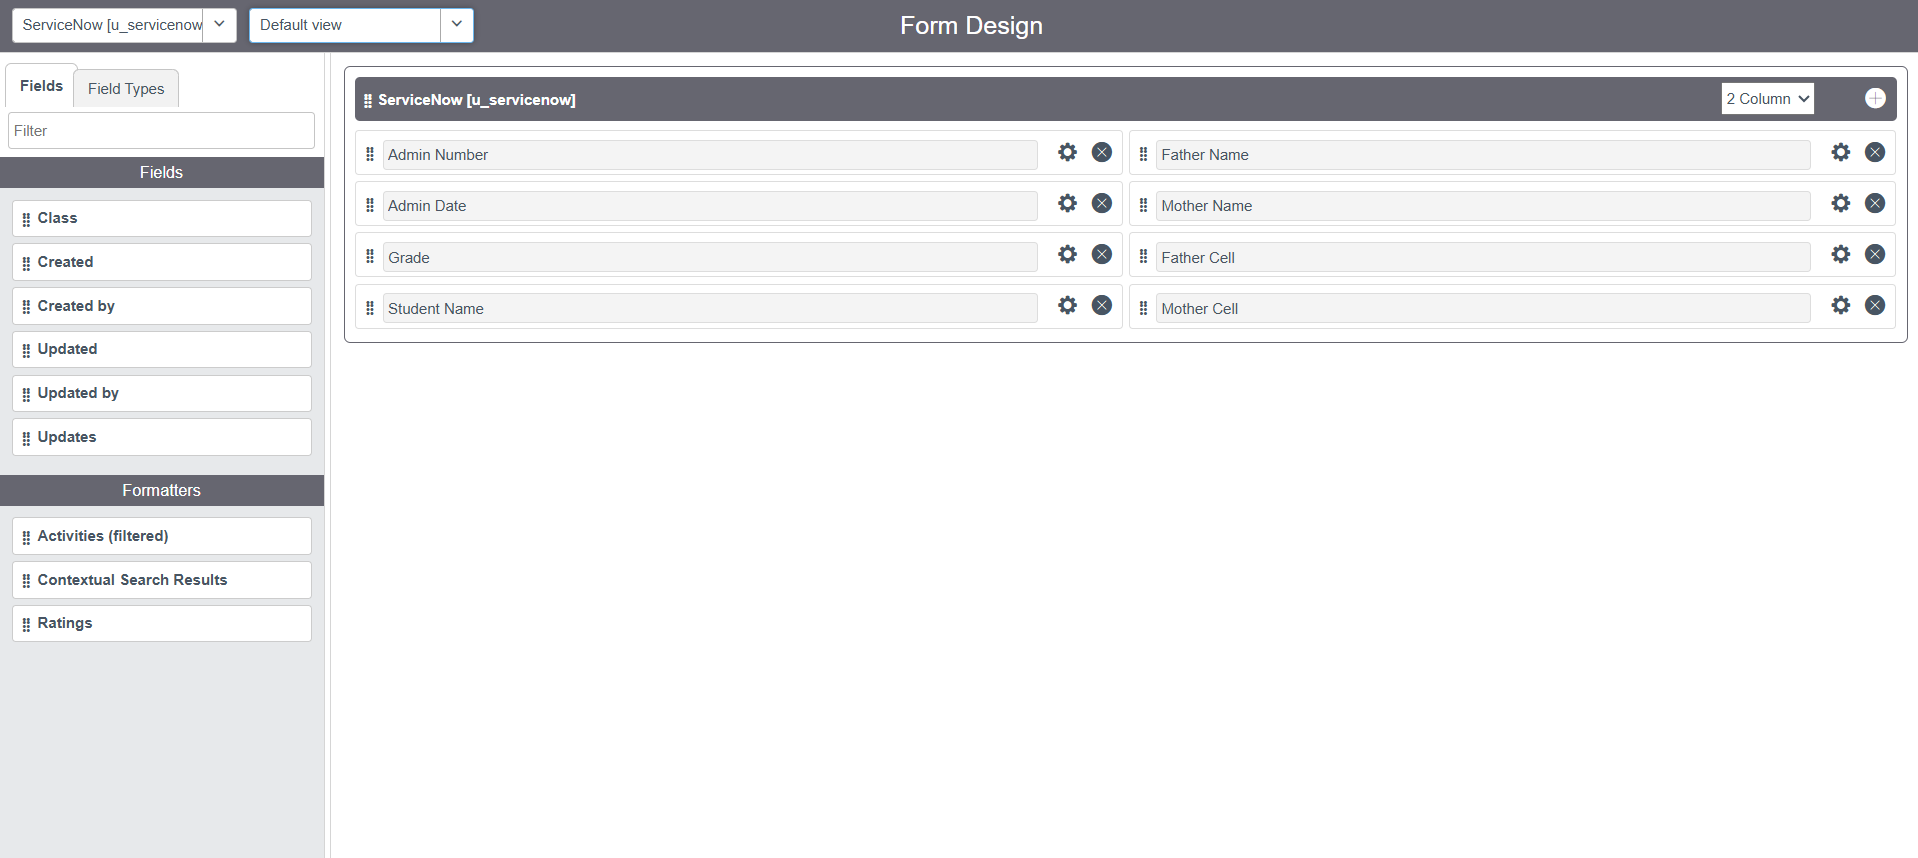 ServiceNow [u_servicenow
Default view
Form Design
Fields
Field Types
Filter
Fields
Class
Created
Created by
Updated
Updated by
Updates
Formatters
Activities (filtered)
Contextual Search Results
Ratings
ServiceNow [u_servicenow]
2 Column
Admin Number
Father Name
Admin Date
Mother Name
Grade
Father Cell
Student Name
Mother Cell